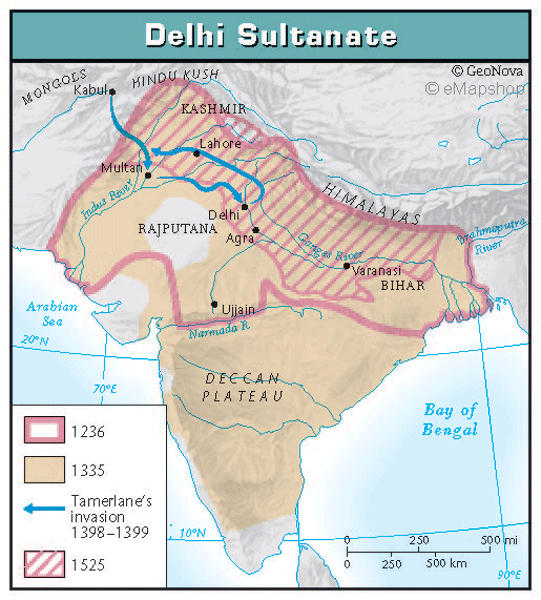 Delhi Sultanate
© GeoNova
© eMapshop
MONGOLS
HINDU KUSH
Kabul
KASHMIR
Lahore
Multan
Indus River
HIMALAYAS
Delhi
RAJPUTANA
Agra
Ganges River
Brahmaputra
River
Varanasi
BIHAR
Arabian
Sea
Ujjain
Narmada R.
20°N
70°E
DECCAN
PLATEAU
Bay of
Bengal
1236
1335
Tamerlane's
invasion
1398–1399
1525
10°N
0 250 500 mi
0 250 500 km
90°E